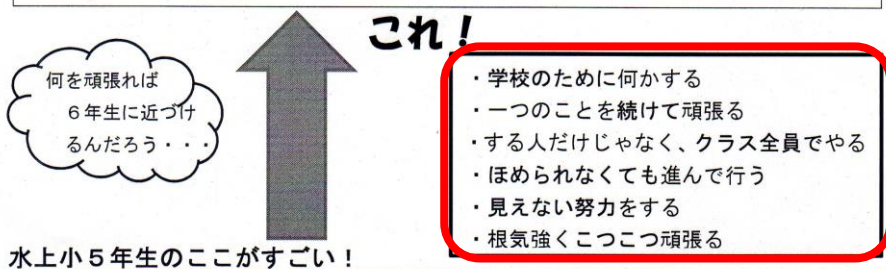 これ！
何を頑張れば
６年生に近づけ
るんだろう・・・
・学校のために何かする
・一つのことを続けて頑張る
・する人だけじゃなく、クラス全員でやる
・ほめられなくても進んで行う
・見えない努力をする
・根気強くこつこつ頑張る
水上小５年生のここがすごい！